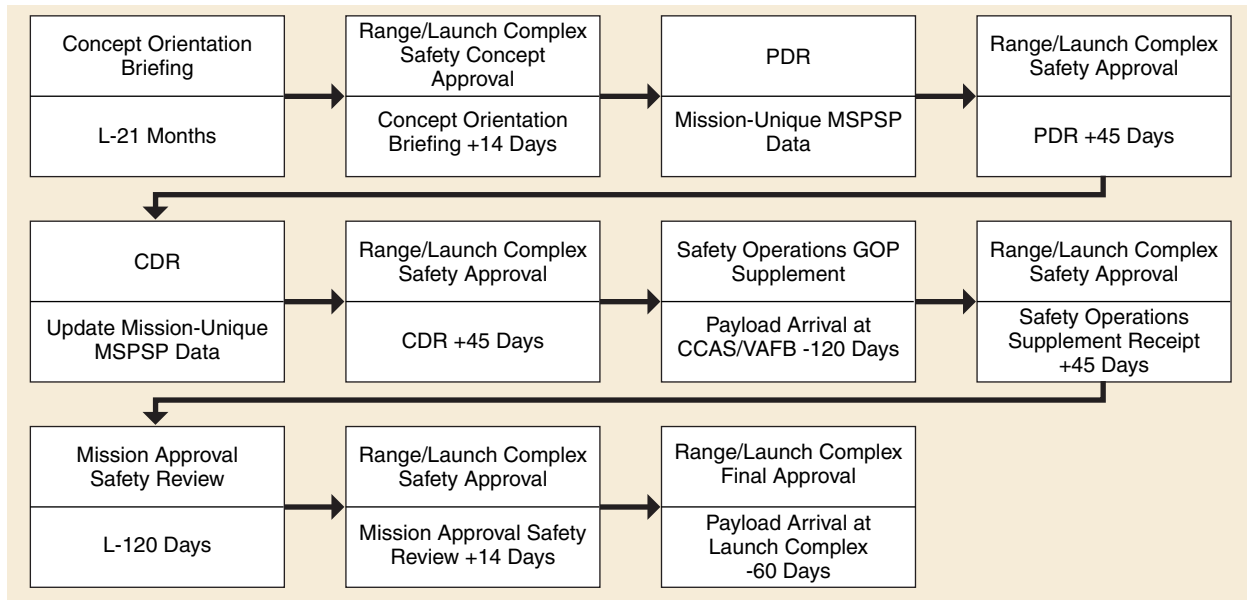 Concept Orientation
Briefing
L-21 Months
Range/Launch Complex
Safety Concept
Approval
Concept Orientation
Briefing +14 Days
PDR
Mission-Unique MSPSP
Data
Range/Launch Complex
Safety Approval
PDR +45 Days
CDR
Update Mission-Unique
MSPSP Data
Range/Launch Complex
Safety Approval
CDR +45 Days
Safety Operations GOP
Supplement
Payload Arrival at
CCAS/VAFB -120 Days
Range/Launch Complex
Safety Approval
Safety Operations
Supplement Receipt
+45 Days
Mission Approval
Safety Review
L-120 Days
Range/Launch Complex
Safety Approval
Mission Approval Safety
Review +14 Days
Range/Launch Complex
Final Approval
Payload Arrival at
Launch Complex
-60 Days